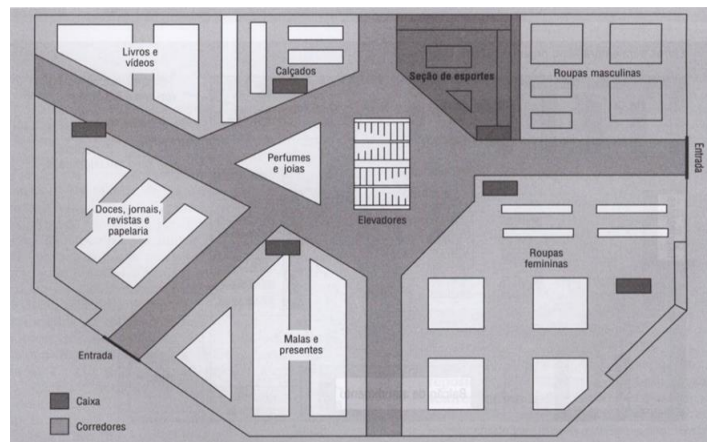 Livros e
vídeos
Calçados
Seção de esportes
Roupas masculinas
Perfumes
e joias
Entrada
Elevadores
Doces, jornais,
revistas e
papelaria
Roupas
femininas
Malas e
presentes
Entrada
Caixa
Corredores